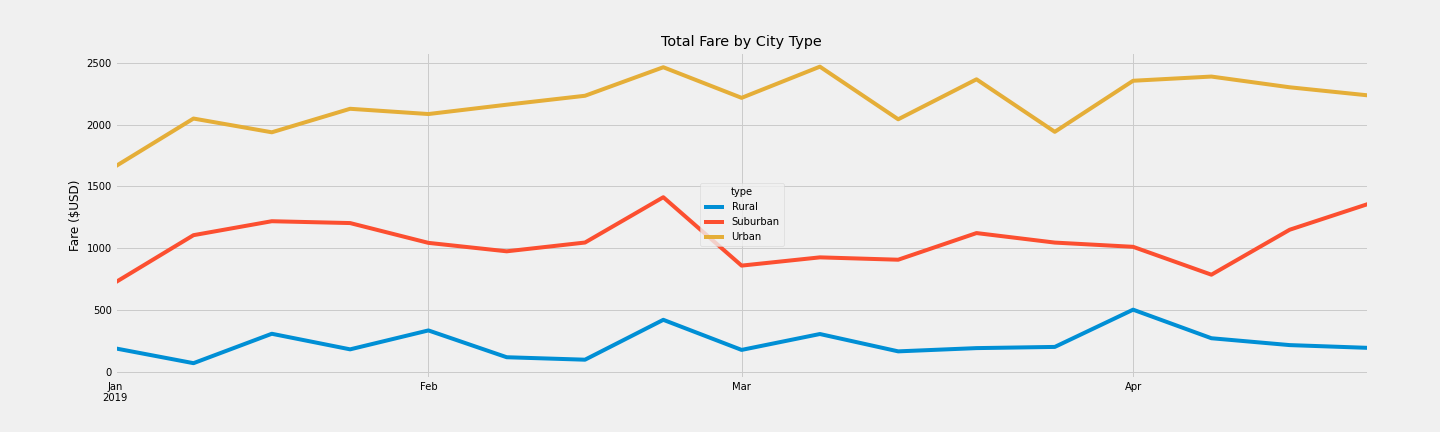 Total Fare by City Type
Fare ($USD)
2500
2000
1500
1000
500
0
type
Rural
Suburban
Urban
Jan Feb Mar Apr
2019